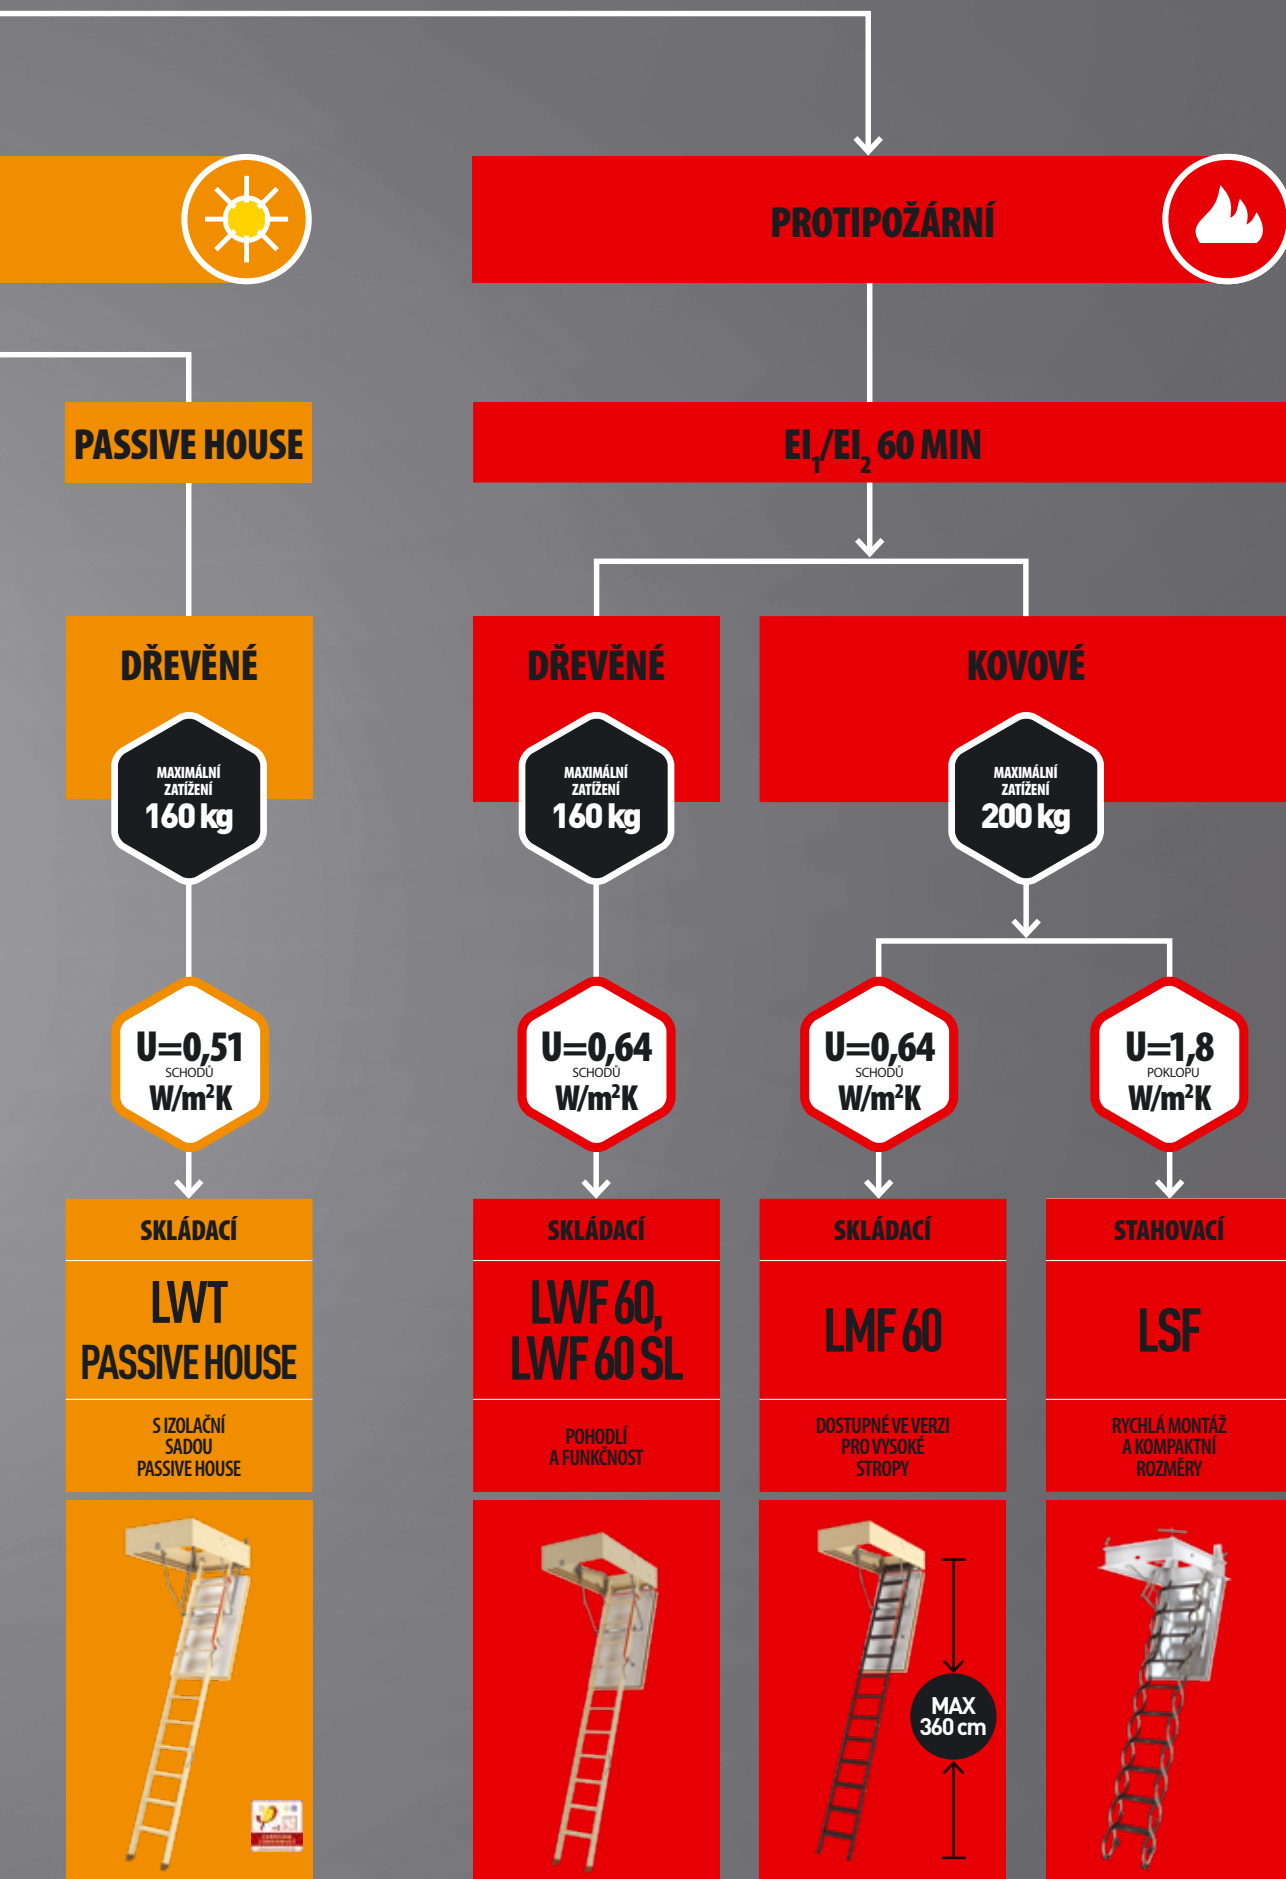 PROTIPOŽÁRNÍ
PASSIVE HOUSE
EI₁/EI₂ 60 MIN
DŘEVĚNÉ
MAXIMÁLNÍ
ZATÍŽENÍ
160 kg
DŘEVĚNÉ
MAXIMÁLNÍ
ZATÍŽENÍ
160 kg
KOVOVÉ
MAXIMÁLNÍ
ZATÍŽENÍ
200 kg
U=0,51
SCHODŮ
W/m²K
U=0,64
SCHODŮ
W/m²K
U=0,64
SCHODŮ
W/m²K
U=1,8
POKLOPU
W/m²K
SKLÁDACÍ
LWT
PASSIVE HOUSE
S IZOLAČNÍ
SADOU
PASSIVE HOUSE
SKLÁDACÍ
LWF 60,
LWF 60 SL
POHODLÍ
A FUNKČNOST
SKLÁDACÍ
LMF 60
DOSTUPNÉ VE VERZI
PRO VYSOKÉ
STROPY
MAX
360 cm
STAHOVACÍ
LSF
RYCHLÁ MONTÁŽ
A KOMPAKTNÍ
ROZMĚRY